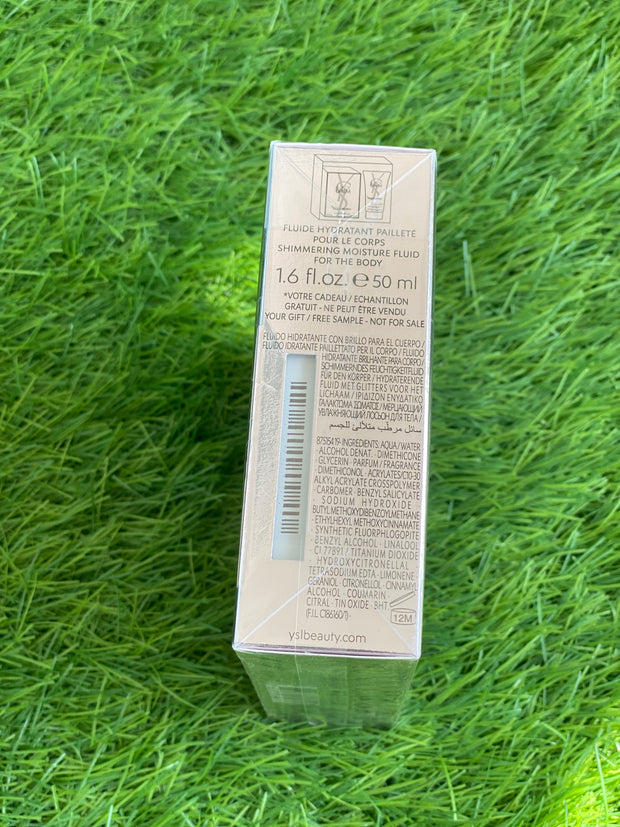 FLUIDE HYDRATANT PAILLETÉ
POUR LE CORPS
SHIMMERING MOISTURE FLUID
FOR THE BODY
1.6 fl.oz. e 50 ml
*VOTRE CADEAU / ECHANTILLON
GRATUIT - NE PEUT ÊTRE VENDU
YOUR GIFT / FREE SAMPLE - NOT FOR SALE
FLUIDO HIDRATANTE CON BRILLO PARA EL CUERPO /
FLUIDO IDRATANTE PAILLETTATO PER IL CORPO / FLUIDO
HIDRATANTE BRILHANTE PARA CORPO /
SCHIMMERNDES FEUCHTIGKEITSFLUID
FÜR DEN KÖRPER / HYDRATERENDE
FLUID MET GLITTERS VOOR HET
LICHAAM / ΙΡΙΔΙΖΟΝ ΕΝΥΔΑΤΙΚΟ
ΓΑΛΑΚΤΩΜΑ ΣΩΜΑΤΟΣ / МЕРЦАЮЩИЙ
УВЛАЖНЯЮЩИЙ ЛОСЬОН ДЛЯ ТЕЛА /
سائل مرطب متلألئ للجسم
INGREDIENTS: AQUA / WATER
· ALCOHOL DENAT. · DIMETHICONE
GLYCERIN · PARFUM / FRAGRANCE
· DIMETHICONOL · ACRYLATES/C10-30
ALKYL ACRYLATE CROSSPOLYMER
· CARBOMER · BENZYL SALICYLATE
· SODIUM HYDROXIDE
BUTYL METHOXYDIBENZOYLMETHANE
· ETHYLHEXYL METHOXYCINNAMATE
· SYNTHETIC FLUORPHLOGOPITE
· BENZYL ALCOHOL · LINALOOL
CI 77891 / TITANIUM DIOXIDE
· HYDROXYCITRONELLAL
TETRASODIUM EDTA · LIMONENE
GERANIOL · CITRONELLOL · CINNAMYL
ALCOHOL · COUMARIN ·
CITRAL · TIN OXIDE · BHT
(F.I.L. C186160/1)
12M
yslbeauty.com